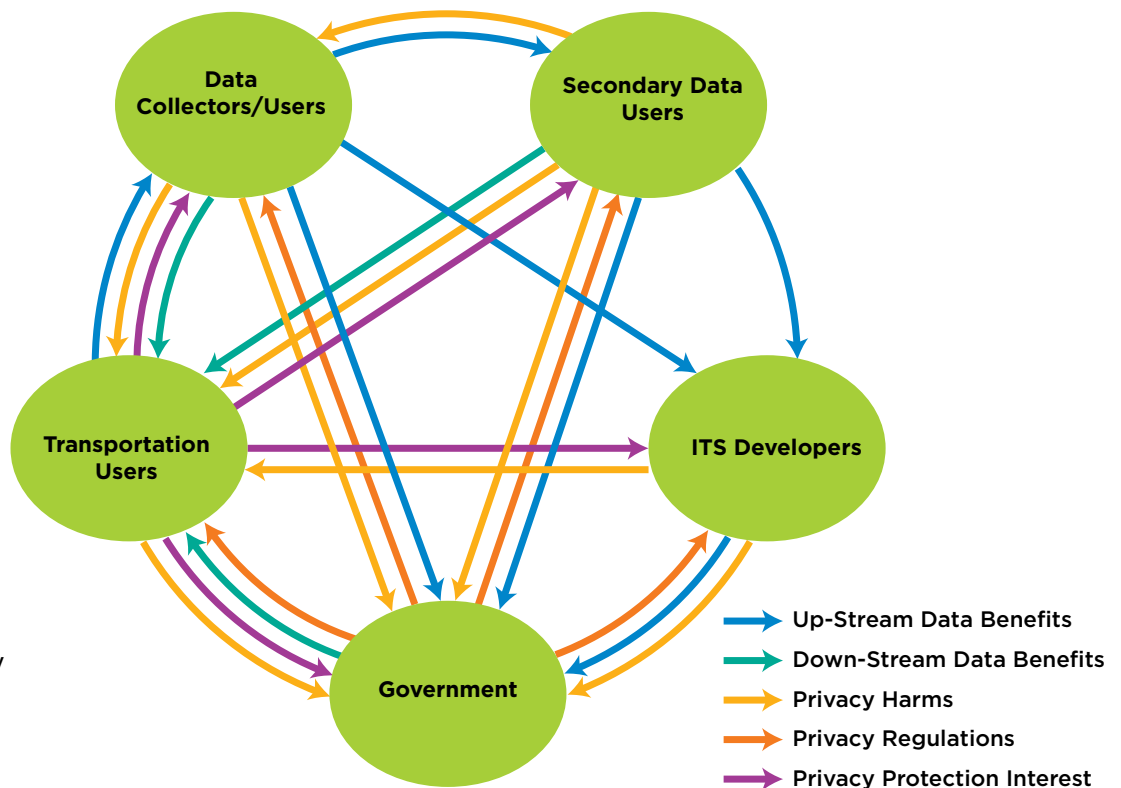 Data
Collectors/Users
Secondary Data
Users
Transportation
Users
ITS Developers
Government
Up-Stream Data Benefits
Down-Stream Data Benefits
Privacy Harms
Privacy Regulations
Privacy Protection Interest